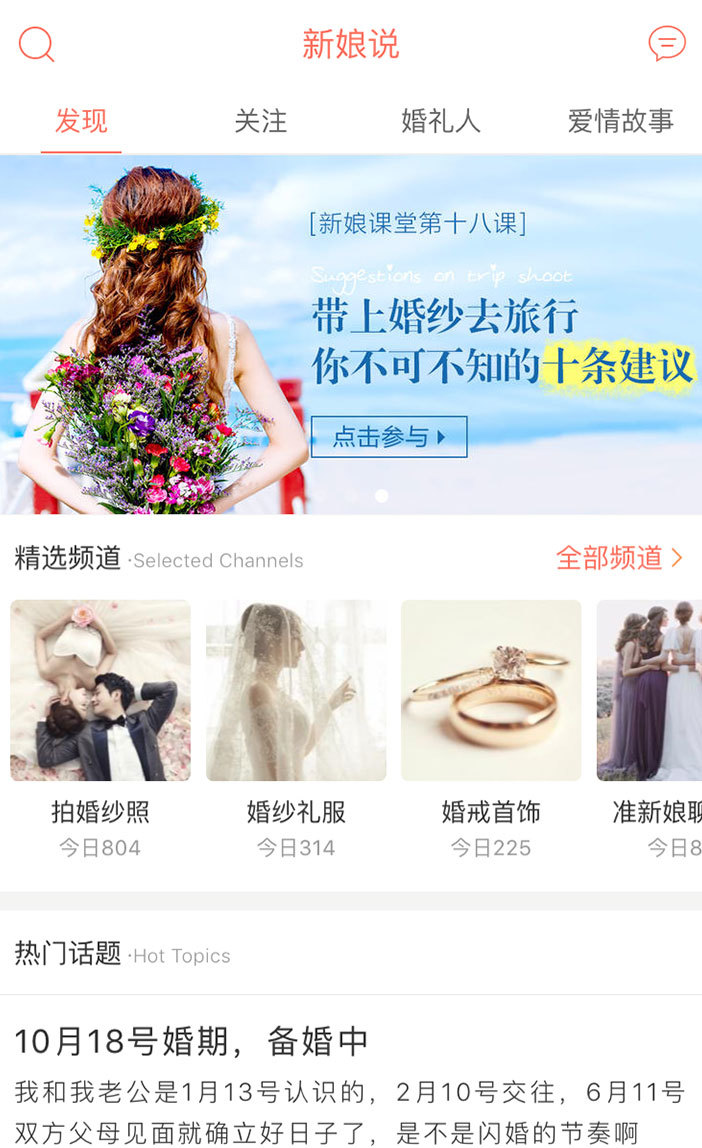 新娘说
发现 关注 婚礼人 爱情故事
[新娘课堂第十八课]
Suggestions on trip shoot
带上婚纱去旅行
你不可不知的十条建议
点击参与
精选频道 ·Selected Channels 全部频道
拍婚纱照 婚纱礼服 婚戒首饰 准新娘聊
今日804 今日314 今日225 今日8
热门话题 ·Hot Topics
10月18号婚期，备婚中
我和我老公是1月13号认识的，2月10号交往，6月11号
双方父母见面就确立好日子了，是不是闪婚的节奏啊